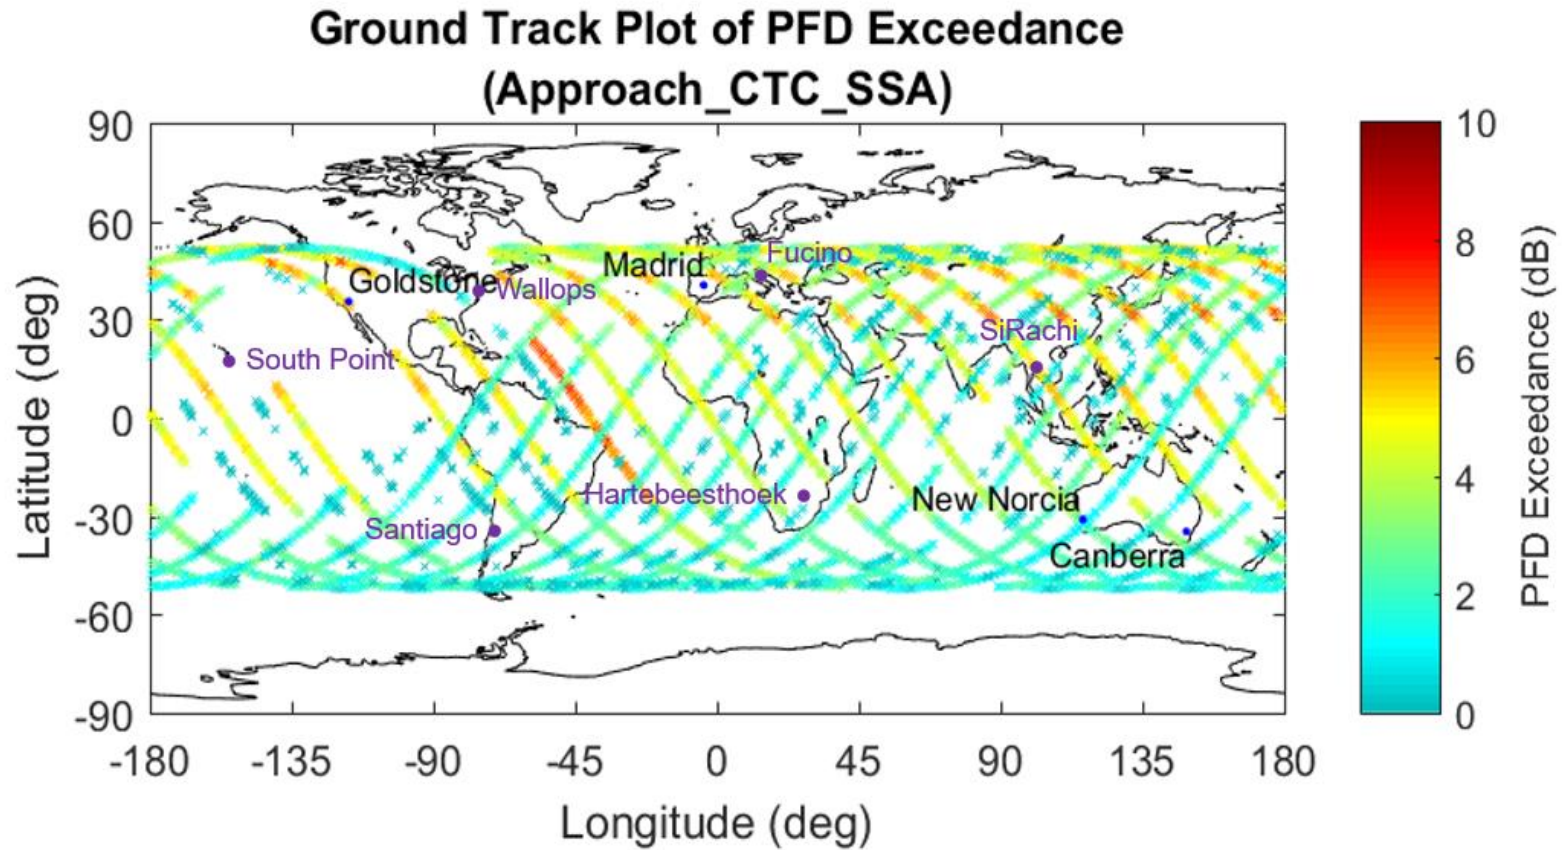 Ground Track Plot of PFD Exceedance
(Approach_CTC_SSA)
90
60
30
0
-30
-60
-90
Latitude (deg)
-180 -135 -90 -45 0 45 90 135 180
Longitude (deg)
Goldstone
Wallops
Madrid
Fucino
South Point
SiRachi
Hartebeesthoek
Santiago
New Norcia
Canberra
10
8
6
4
2
0
PFD Exceedance (dB)